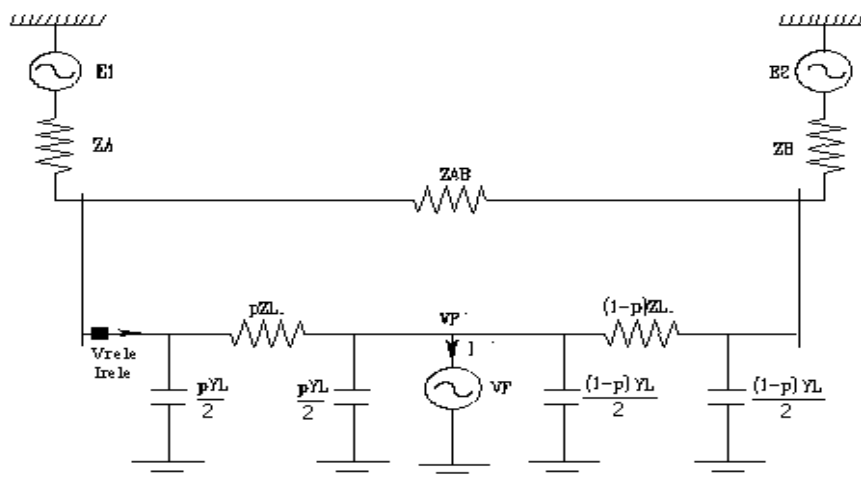 E1
E2
ZA
ZB
ZAB
pZL.
VF
(1-p)ZL.
Vrele
Irele
I
VF
pYL
2
pYL
2
(1-p) YL
2
(1-p) YL
2